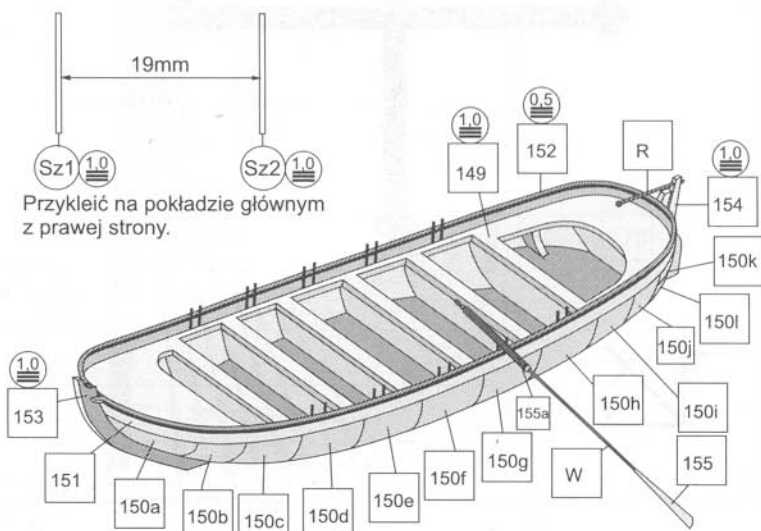 19mm
Sz1 1,0
Sz2 1,0
Przykleić na pokładzie głównym
z prawej strony.
1,0
149
0,5
152
R
1,0
154
150k
150l
150j
150i
150h
155a
150g
150f
150e
150d
150c
150b
150a
151
1,0
153
W
155